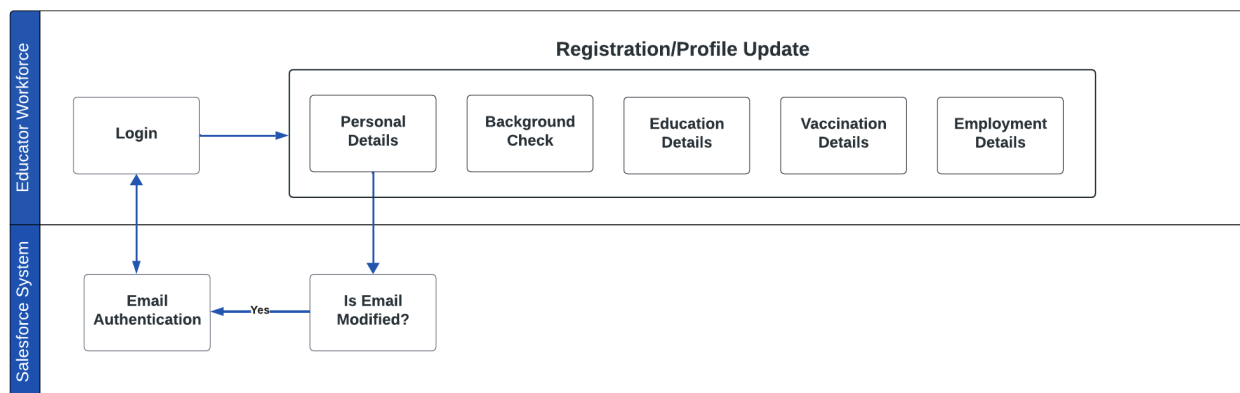 Educator Workforce
Registration/Profile Update
Login
Personal
Details
Background
Check
Education
Details
Vaccination
Details
Employment
Details
Salesforce System
Email
Authentication
Yes
Is Email
Modified?